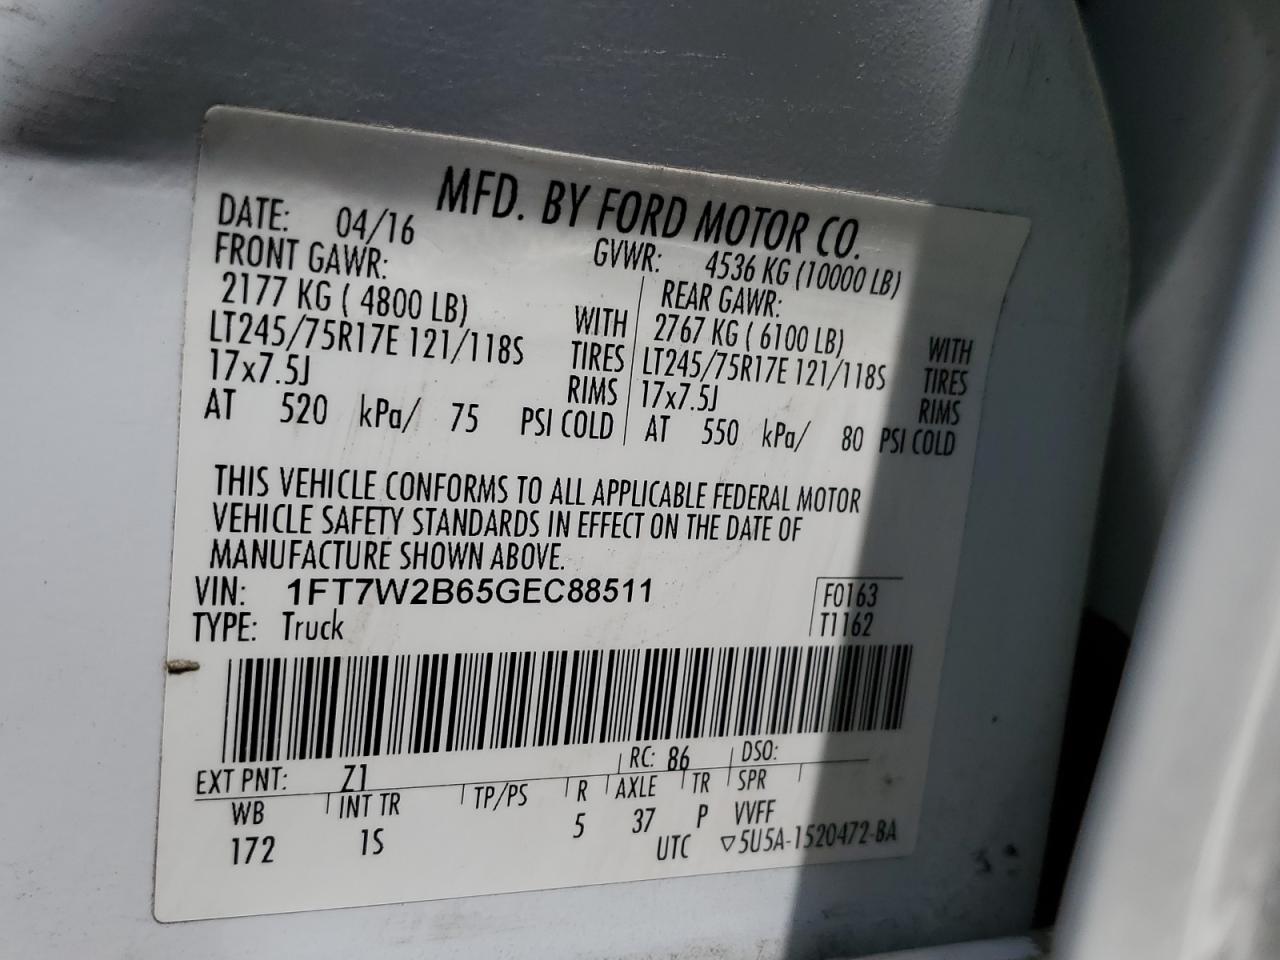 MFD. BY FORD MOTOR CO.
DATE: 04/16 GVWR: 4536 KG (10000 LB)
FRONT GAWR: REAR GAWR:
2177 KG ( 4800 LB) WITH 2767 KG ( 6100 LB) WITH
LT245/75R17E 121/118S TIRES LT245/75R17E 121/118S TIRES
17x7.5J RIMS 17x7.5J RIMS
AT 520 kPa/ 75 PSI COLD AT 550 kPa/ 80 PSI COLD
THIS VEHICLE CONFORMS TO ALL APPLICABLE FEDERAL MOTOR
VEHICLE SAFETY STANDARDS IN EFFECT ON THE DATE OF
MANUFACTURE SHOWN ABOVE.
VIN: 1FT7W2B65GEC88511 F0163
TYPE: Truck T1162
EXT PNT: Z1 RC: 86 DSO:
WB INT TR TP/PS R AXLE TR SPR
172 1S 5 37 P VVFF
UTC ▽5U5A-1520472-BA